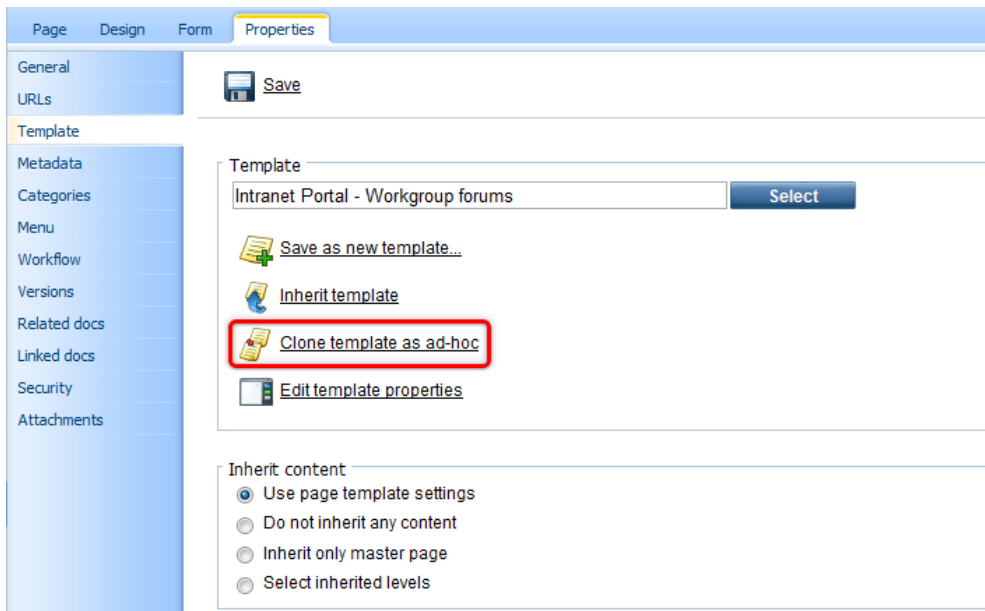 Page Design Form Properties
General
URLs
Template
Metadata
Categories
Menu
Workflow
Versions
Related docs
Linked docs
Security
Attachments
Save
Template
Intranet Portal - Workgroup forums Select
Save as new template...
Inherit template
Clone template as ad-hoc
Edit template properties
Inherit content
Use page template settings
Do not inherit any content
Inherit only master page
Select inherited levels